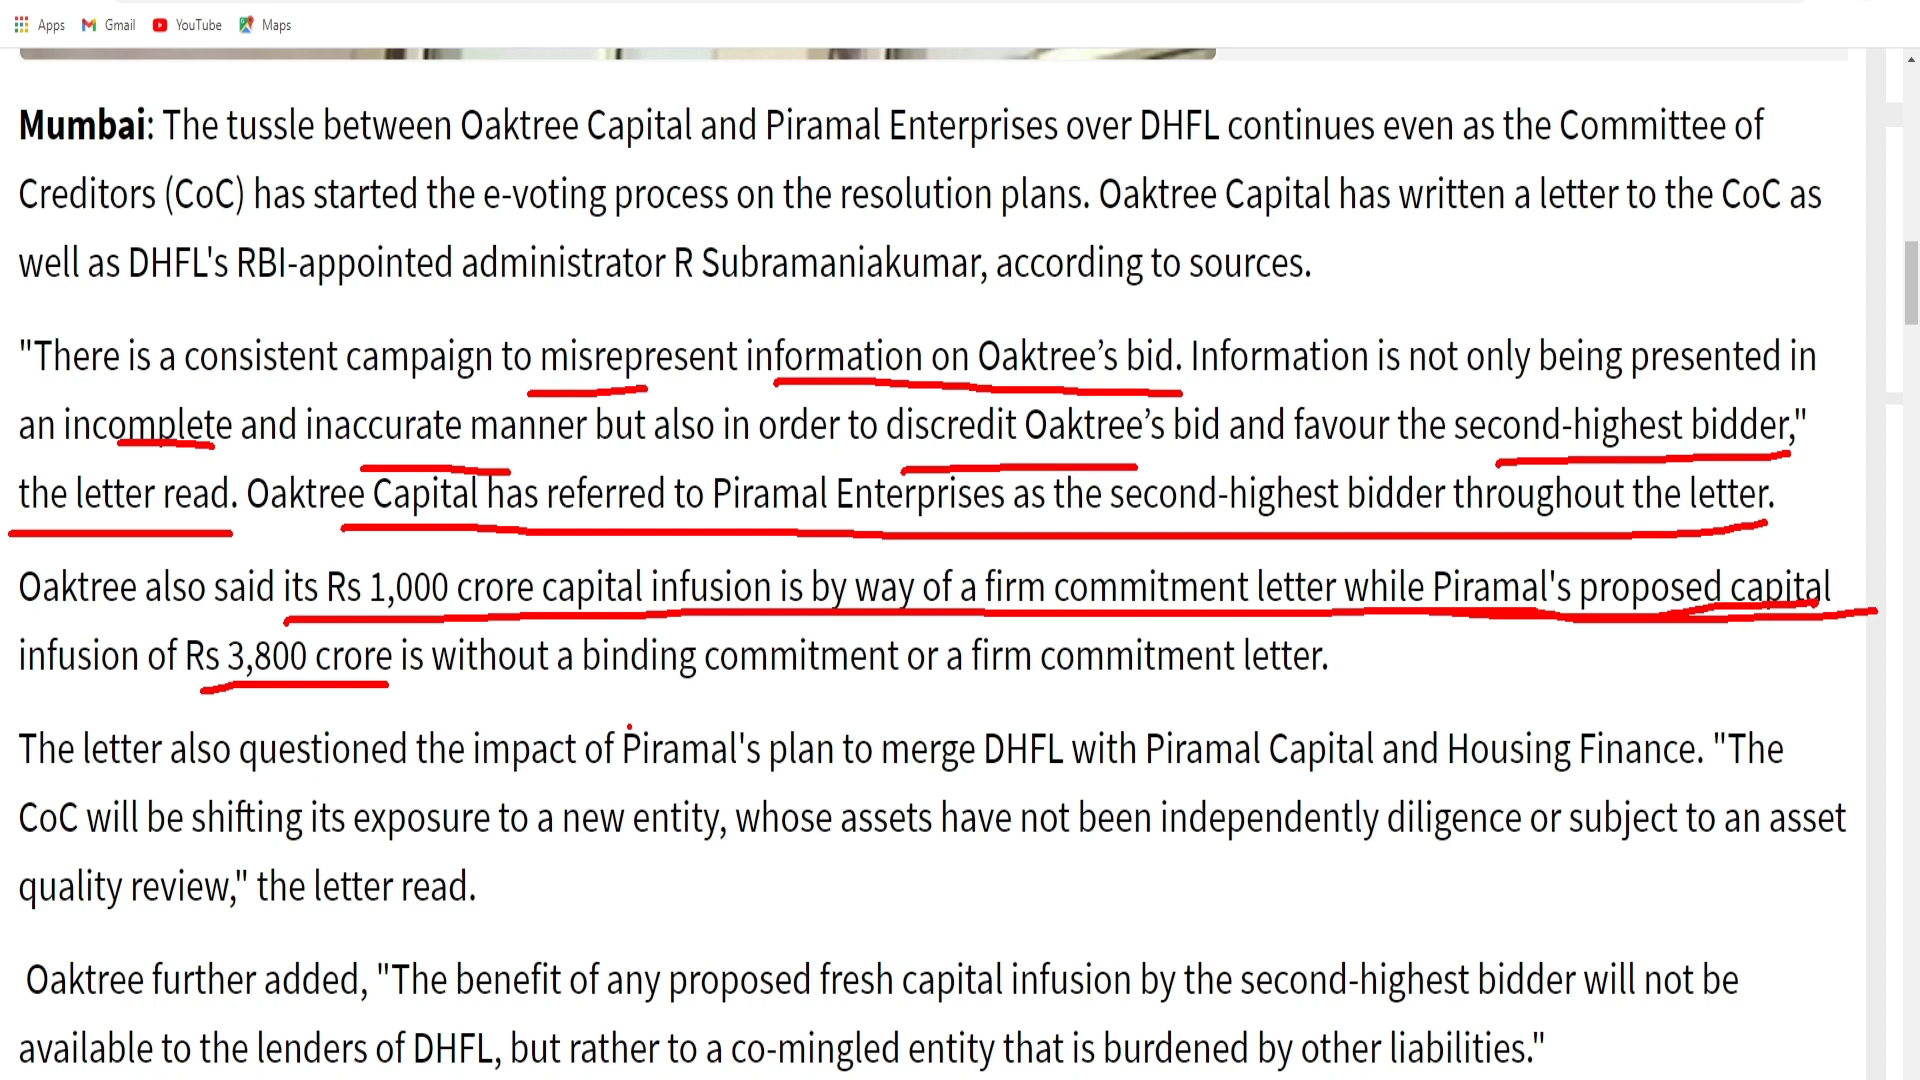 Apps Gmail YouTube Maps
Mumbai: The tussle between Oaktree Capital and Piramal Enterprises over DHFL continues even as the Committee of
Creditors (CoC) has started the e-voting process on the resolution plans. Oaktree Capital has written a letter to the CoC as
well as DHFL's RBI-appointed administrator R Subramaniakumar, according to sources.
"There is a consistent campaign to misrepresent information on Oaktree’s bid. Information is not only being presented in
an incomplete and inaccurate manner but also in order to discredit Oaktree’s bid and favour the second-highest bidder,"
the letter read. Oaktree Capital has referred to Piramal Enterprises as the second-highest bidder throughout the letter.
Oaktree also said its Rs 1,000 crore capital infusion is by way of a firm commitment letter while Piramal's proposed capital
infusion of Rs 3,800 crore is without a binding commitment or a firm commitment letter.
The letter also questioned the impact of Piramal's plan to merge DHFL with Piramal Capital and Housing Finance. "The
CoC will be shifting its exposure to a new entity, whose assets have not been independently diligence or subject to an asset
quality review," the letter read.
Oaktree further added, "The benefit of any proposed fresh capital infusion by the second-highest bidder will not be
available to the lenders of DHFL, but rather to a co-mingled entity that is burdened by other liabilities."